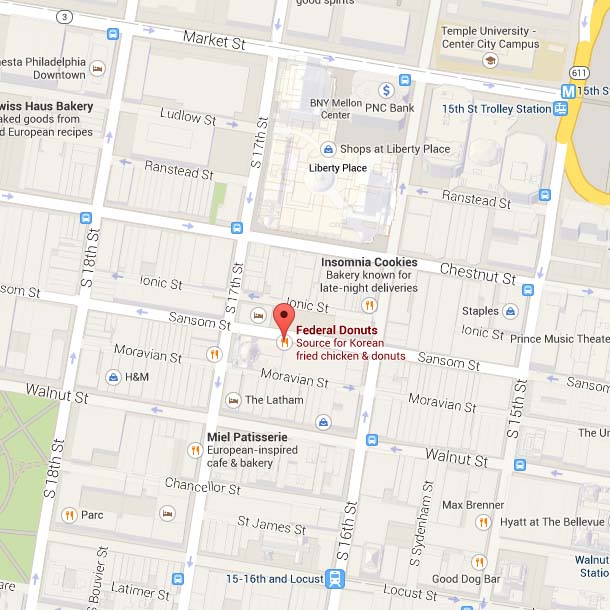 good spirits
3
Market St
Temple University -
Center City Campus
esta Philadelphia
Downtown
611
M
15th St
BNY Mellon
Center
PNC Bank
15th St Trolley Station
wiss Haus Bakery
aked goods from
d European recipes
Ludlow St
S 17th St
Shops at Liberty Place
Liberty Place
Ranstead St
Ranstead St
S 18th St
Insomnia Cookies
Bakery known for
late-night deliveries
Chestnut St
Ionic St
S 17th St
Ionic St
Staples
Ionic St
som St
Sansom St
Federal Donuts
Source for Korean
fried chicken & donuts
Prince Music Theate
Sansom St
Moravian St
H&M
Moravian St
Walnut St
The Latham
Moravian St
S 15th St
Miel Patisserie
European-inspired
cafe & bakery
The Un
Walnut St
S 18th St
Chancellor St
Parc
St James St
S 16th St
S Sydenham St
Max Brenner
Hyatt at The Bellevue
Walnut
Station
S Bouvier St
15-16th and Locust
Good Dog Bar
are
Latimer St
Locust St